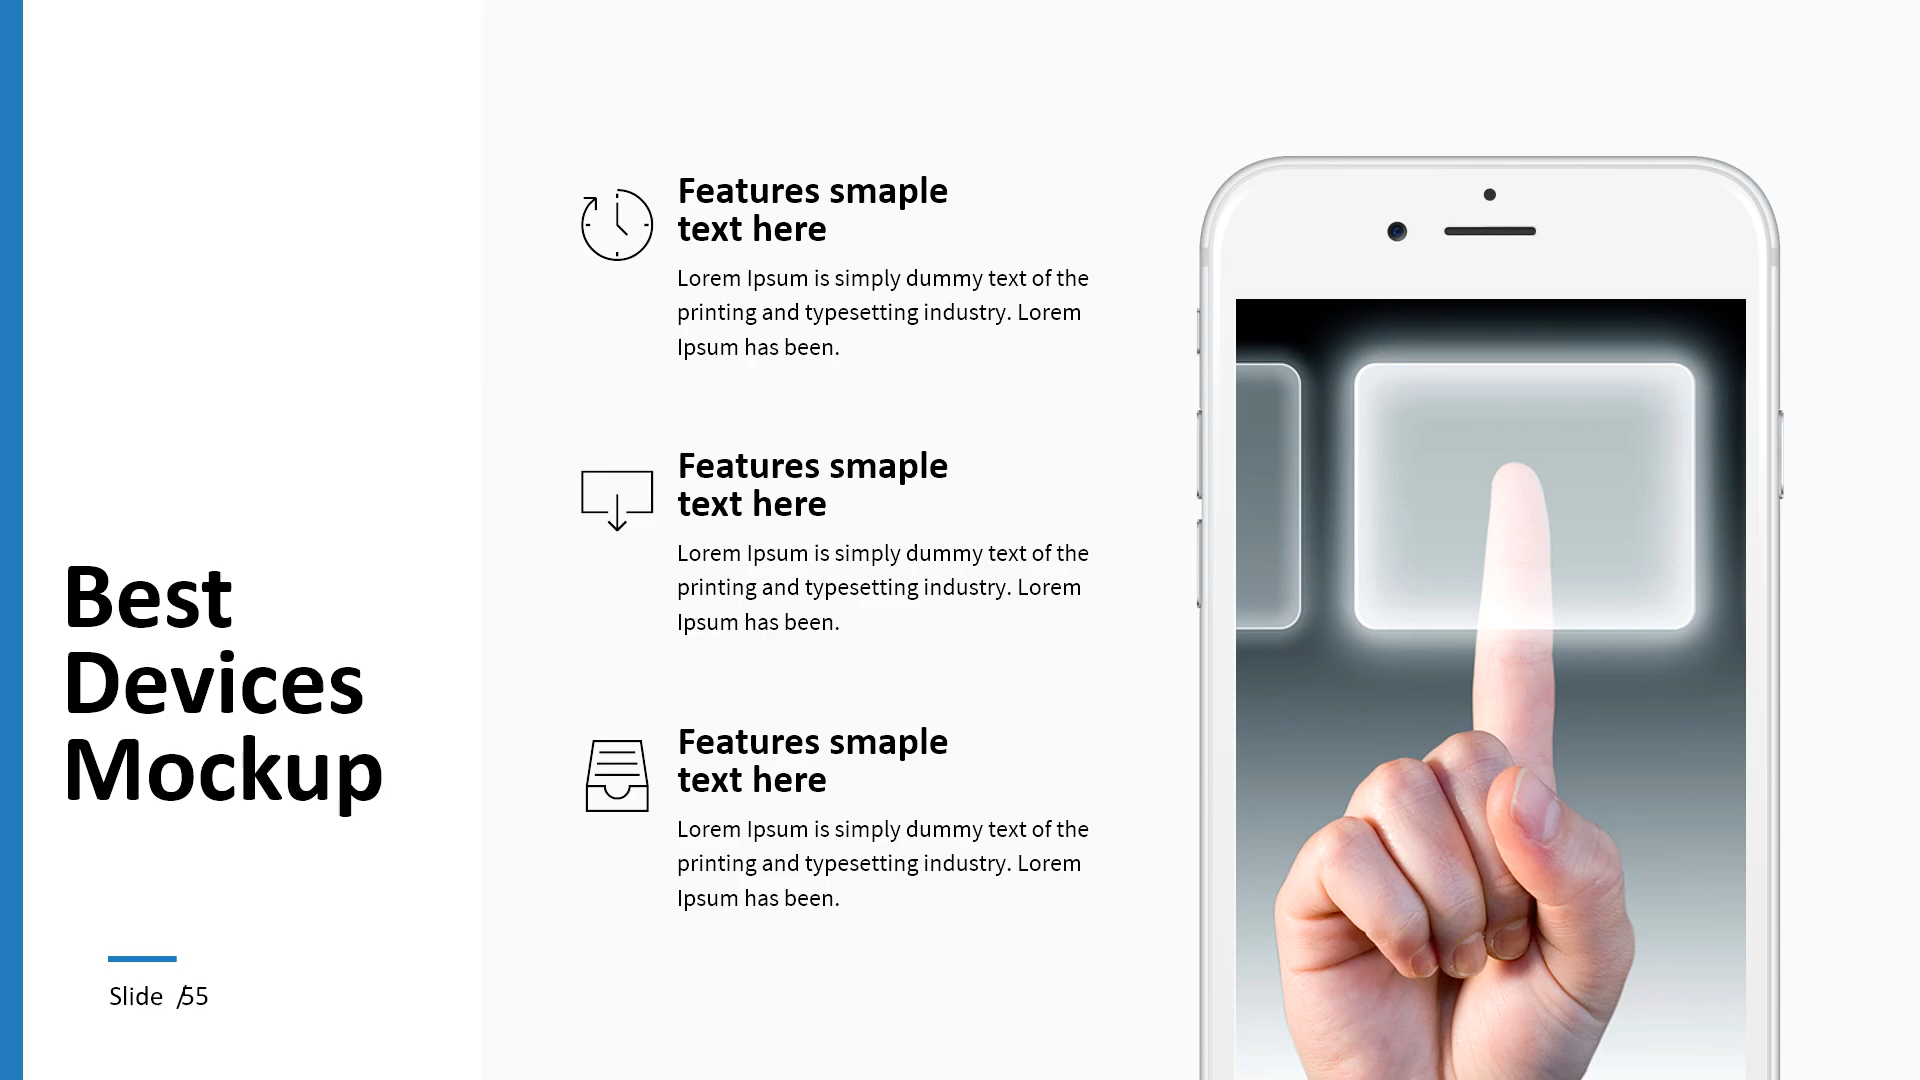 Best
Devices
Mockup
Slide /55
Features smaple
text here
Lorem Ipsum is simply dummy text of the
printing and typesetting industry. Lorem
Ipsum has been.
Features smaple
text here
Lorem Ipsum is simply dummy text of the
printing and typesetting industry. Lorem
Ipsum has been.
Features smaple
text here
Lorem Ipsum is simply dummy text of the
printing and typesetting industry. Lorem
Ipsum has been.